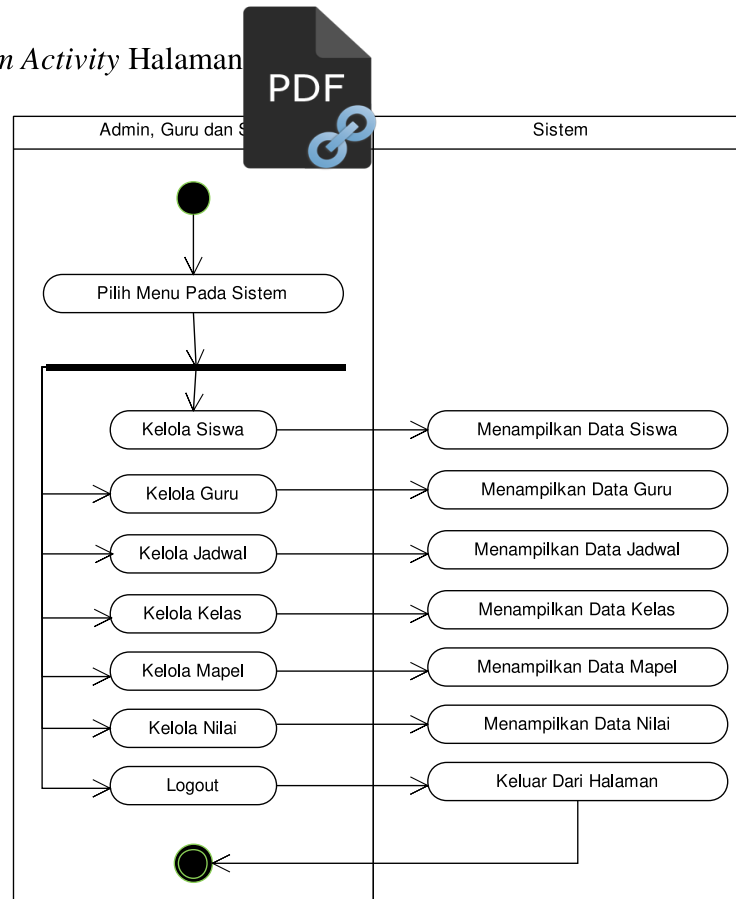 Activity Halaman
PDF
Admin, Guru dan
Sistem
Pilih Menu Pada Sistem
Kelola Siswa
Menampilkan Data Siswa
Kelola Guru
Menampilkan Data Guru
Kelola Jadwal
Menampilkan Data Jadwal
Kelola Kelas
Menampilkan Data Kelas
Kelola Mapel
Menampilkan Data Mapel
Kelola Nilai
Menampilkan Data Nilai
Logout
Keluar Dari Halaman